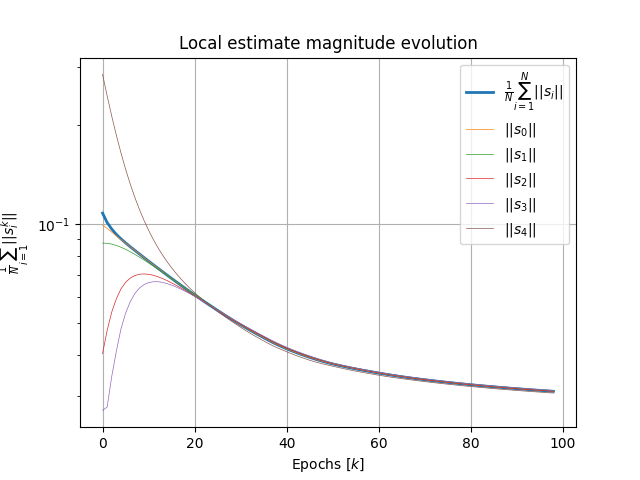 Local estimate magnitude evolution
$\frac{1}{N}\sum_{i=1}^{N}||s_i||$
$||s_0||$
$||s_1||$
$||s_2||$
$||s_3||$
$||s_4||$
$10^{-1}$
$\frac{1}{N}\sum_{i=1}^{N}||s_i^k||$
0 20 40 60 80 100
Epochs [$k$]